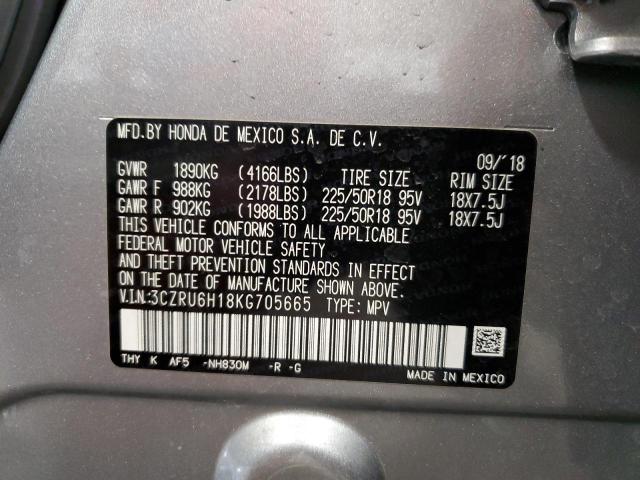 MFD.BY HONDA DE MEXICO S.A. DE C.V.
09/'18
GVWR 1890KG (4166LBS) TIRE SIZE RIM SIZE
GAWR F 988KG (2178LBS) 225/50R18 95V 18X7.5J
GAWR R 902KG (1988LBS) 225/50R18 95V 18X7.5J
THIS VEHICLE CONFORMS TO ALL APPLICABLE
FEDERAL MOTOR VEHICLE SAFETY
AND THEFT PREVENTION STANDARDS IN EFFECT
ON THE DATE OF MANUFACTURE SHOWN ABOVE.
V.I.N.:3CZRU6H18KG705665 TYPE: MPV
THY K AF5 -NH830M -R -G
MADE IN MEXICO